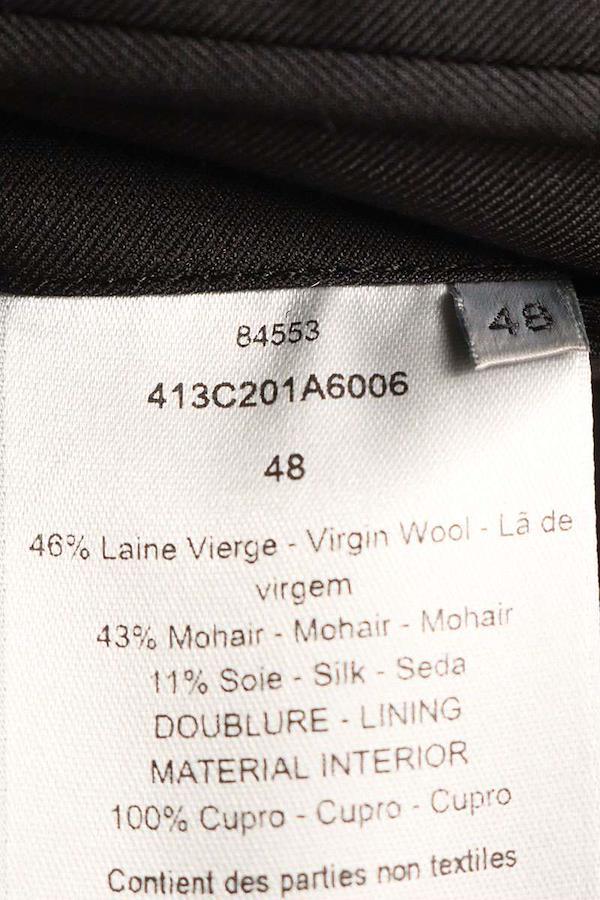 84553
48
413C201A6006
48
46% Laine Vierge - Virgin Wool - Lã de
virgem
43% Mohair - Mohair - Mohair
11% Soie - Silk - Seda
DOUBLURE - LINING
MATERIAL INTERIOR
100% Cupro - Cupro - Cupro
Contient des parties non textiles